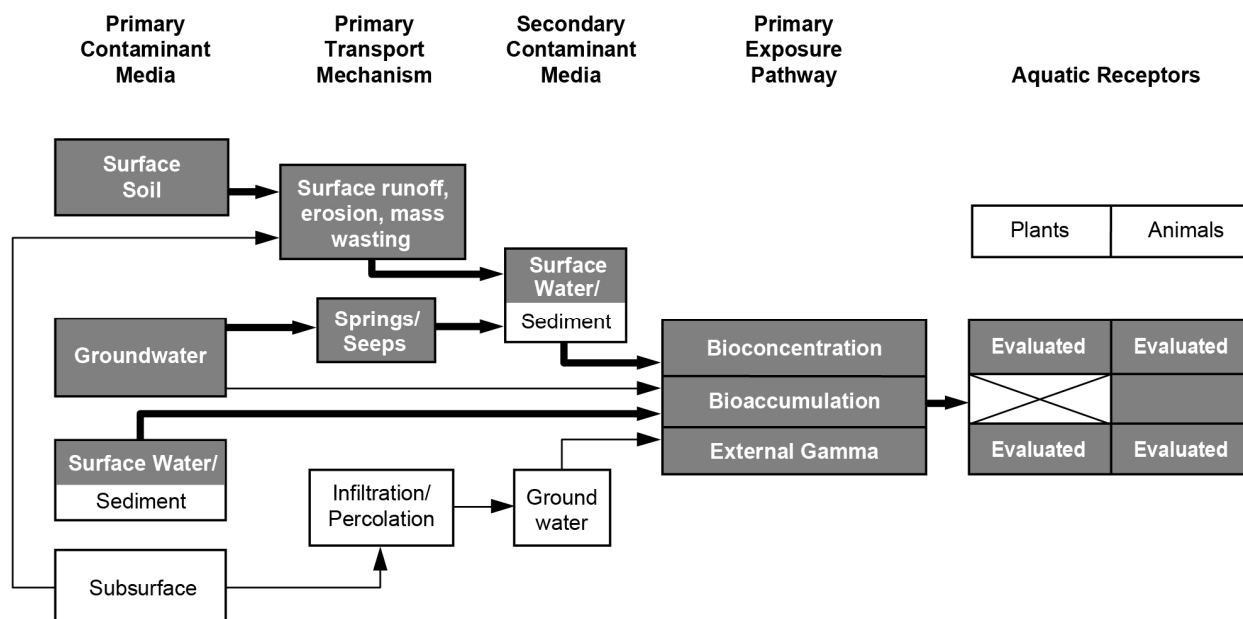 Primary
Contaminant
Media
Primary
Transport
Mechanism
Secondary
Contaminant
Media
Primary
Exposure
Pathway
Aquatic Receptors
Surface
Soil
Surface runoff,
erosion, mass
wasting
Plants
Animals
Surface
Water/
Sediment
Groundwater
Springs/
Seeps
Bioconcentration
Evaluated
Evaluated
Bioaccumulation
External Gamma
Evaluated
Evaluated
Surface Water/
Sediment
Infiltration/
Percolation
Ground
water
Subsurface